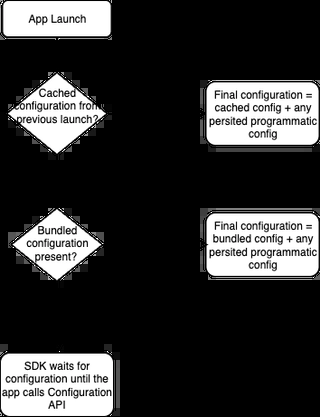 App Launch
Cached
configuration from
previous launch?
Final configuration =
cached config + any
persited programmatic
config
Bundled
configuration
present?
Final configuration =
bundled config + any
persited programmatic
config
SDK waits for
configuration until the
app calls Configuration
API